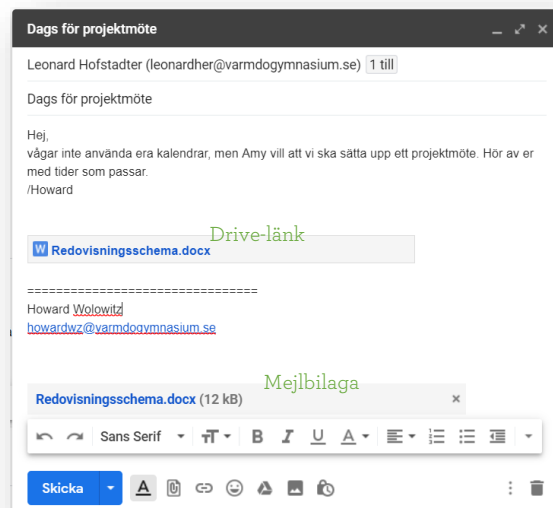 Dags för projektmöte
Leonard Hofstadter (leonardher@varmdogymnasium.se) 1 till
Dags för projektmöte
Hej,
vågar inte använda era kalendrar, men Amy vill att vi ska sätta upp ett projektmöte. Hör av er
med tider som passar.
/Howard
Drive-länk
W Redovisningsschema.docx
=================================
Howard Wolowitz
howardwz@varmdogymnasium.se
Mejlbilaga
Redovisningsschema.docx (12 kB)
Sans Serif
B I U A
Skicka A